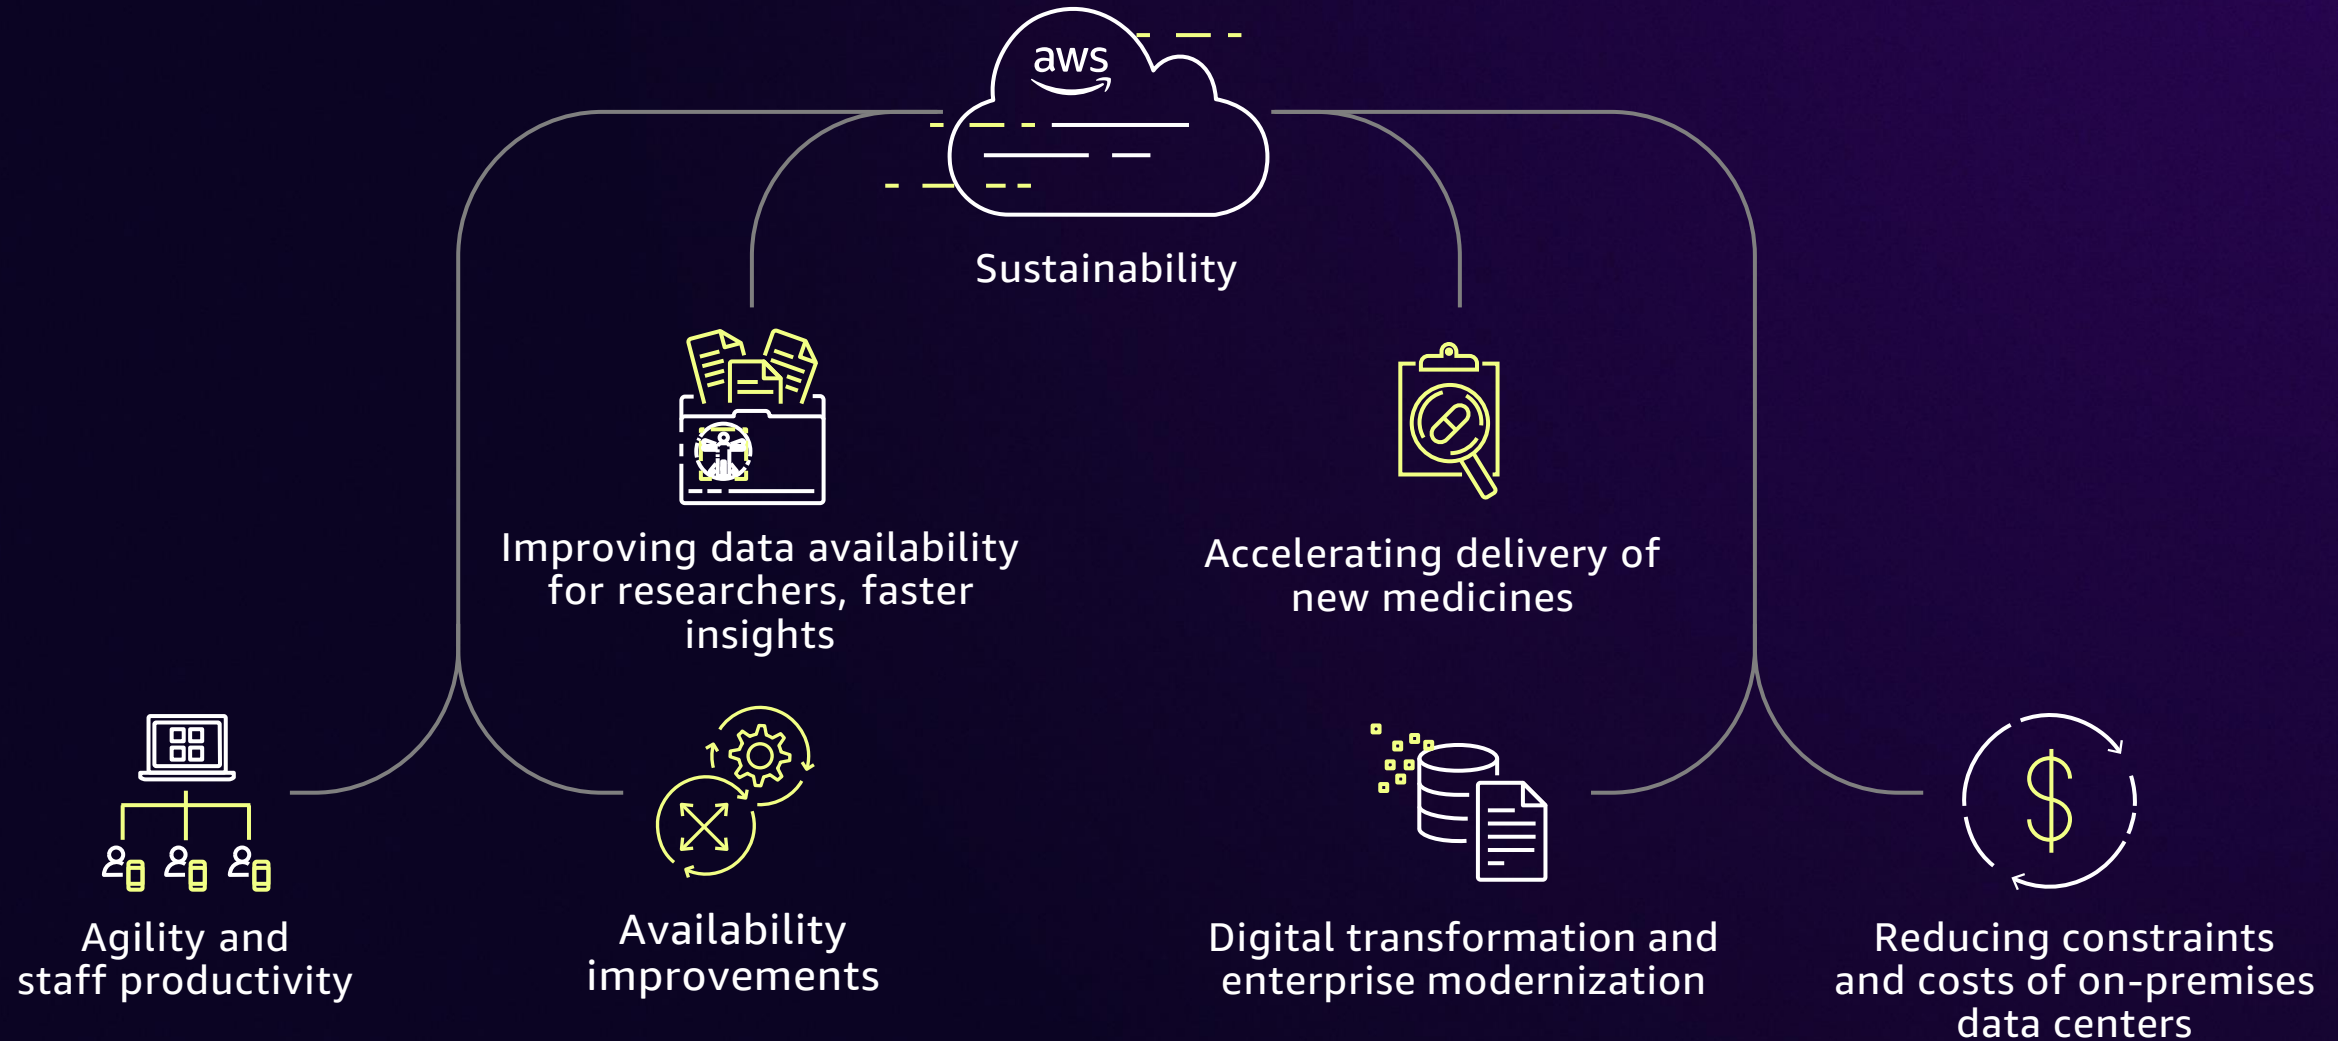 aws
Sustainability
Improving data availability
for researchers, faster
insights
Accelerating delivery of
new medicines
Agility and
staff productivity
Availability
improvements
Digital transformation and
enterprise modernization
Reducing constraints
and costs of on-premises
data centers